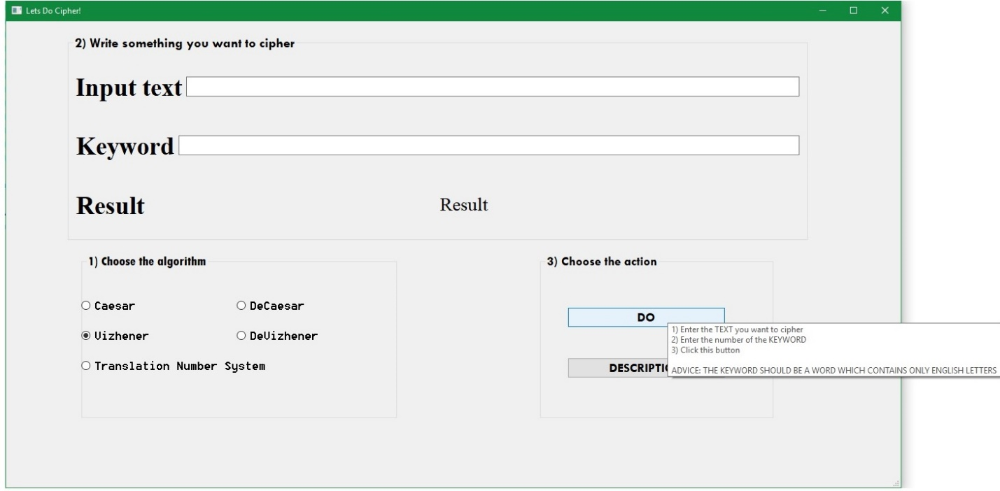 Lets Do Cipher!
2) Write something you want to cipher
Input text
Keyword
Result Result
1) Choose the algorithm
Caesar DeCaesar
Vizhener DeVizhener
Translation Number System
3) Choose the action
DO
1) Enter the TEXT you want to cipher
2) Enter the number of the KEYWORD
3) Click this button
ADVICE: THE KEYWORD SHOULD BE A WORD WHICH CONTAINS ONLY ENGLISH LETTERS
DESCRIPTIO